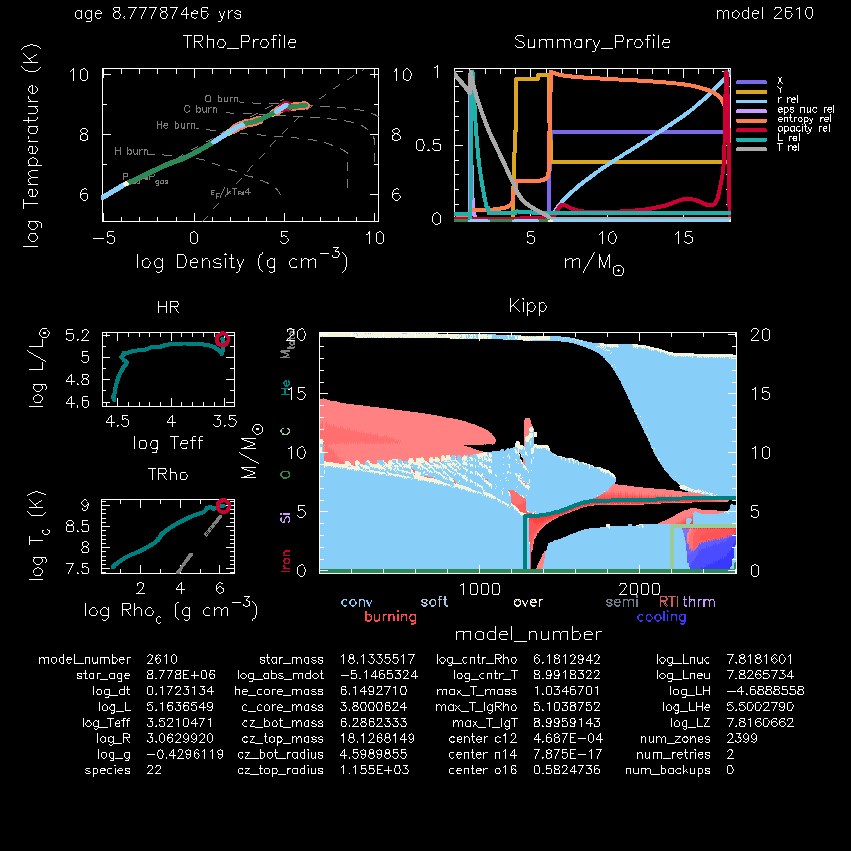 age 8.777874e6 yrs
model 2610
TRho_Profile
Summary_Profile
log Temperature (K)
10
8
6
10
8
6
O burn
C burn
He burn
H burn
−5
0
5
10
log Density (g cm−3)
1
0.5
0
5
10
15
m/M☉
X
Y
r rel
eps nuc rel
entropy rel
opacity rel
L rel
T rel
HR
log L/L☉
5.2
5
4.8
4.6
4.5
4
3.5
log Teff
TRho
log Tc (K)
9
8.5
8
7.5
2
4
6
log Rhoc (g cm−3)
Kipp
M/M☉
Iron Si O C He
20
15
10
5
0
20
15
10
5
0
1000
2000
conv soft over semi RTI thrm
burning cooling
model_number
model_number 2610 star_mass 18.1335517 log_cntr_Rho 6.1812942 log_Lnuc 7.8181601
star_age 8.778E+06 log_abs_mdot −5.1465324 log_cntr_T 8.9918322 log_Lneu 7.8265734
log_dt 0.1723134 he_core_mass 6.1492710 max_T_mass 1.0346701 log_LH −4.6888558
log_L 5.1636549 c_core_mass 3.8000624 max_T_lgRho 5.1038752 log_LHe 5.5002790
log_Teff 3.5210471 cz_bot_mass 6.2862333 max_T_lgT 8.9959143 log_LZ 7.8160662
log_R 3.0629920 cz_top_mass 18.1268149 center c12 4.687E−04 num_zones 2399
log_g −0.4296119 cz_bot_radius 4.5989855 center n14 7.875E−17 num_retries 2
species 22 cz_top_radius 1.155E+03 center o16 0.5824736 num_backups 0